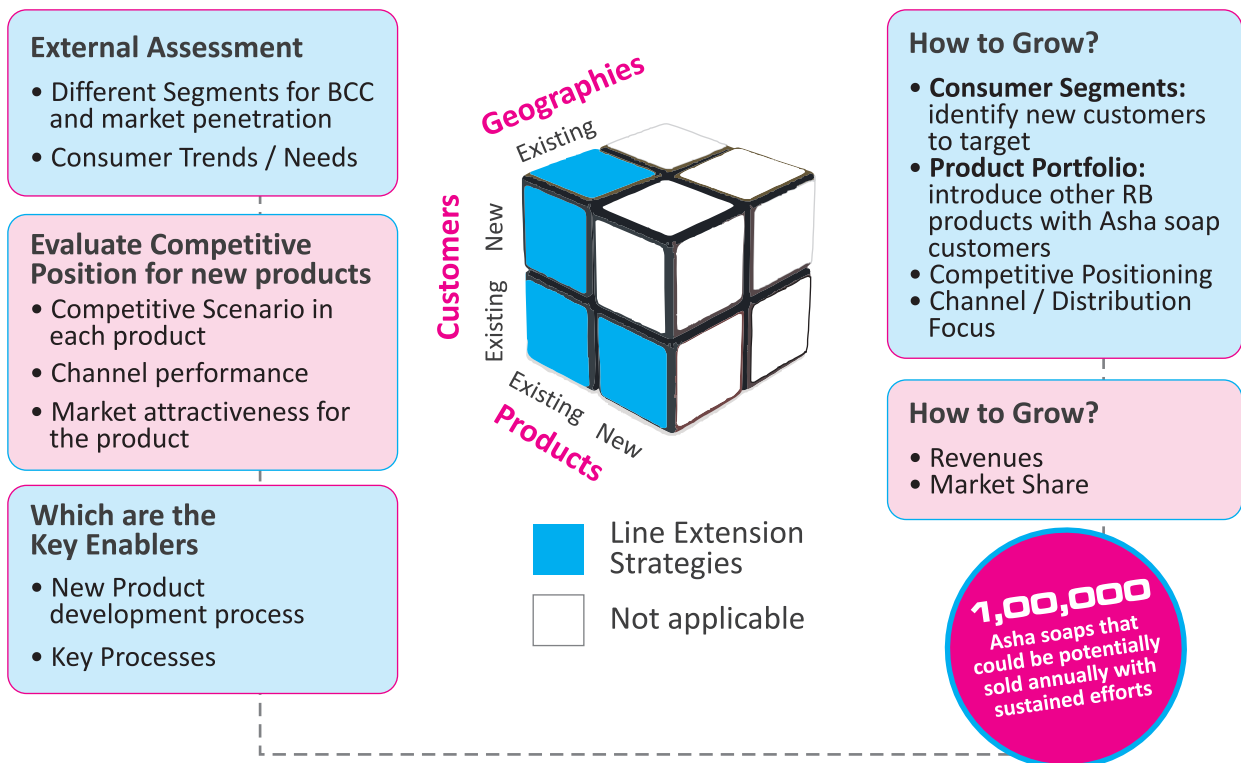 External Assessment
• Different Segments for BCC
and market penetration
• Consumer Trends / Needs
Evaluate Competitive
Position for new products
• Competitive Scenario in
each product
• Channel performance
• Market attractiveness for
the product
Which are the
Key Enablers
• New Product
development process
• Key Processes
Geographies
Existing
Customers
New
Existing
Existing
New
Products
Line Extension
Strategies
Not applicable
How to Grow?
• Consumer Segments:
identify new customers
to target
• Product Portfolio:
introduce other RB
products with Asha soap
customers
• Competitive Positioning
• Channel / Distribution
Focus
How to Grow?
• Revenues
• Market Share
1,00,000
Asha soaps that
could be potentially
sold annually with
sustained efforts